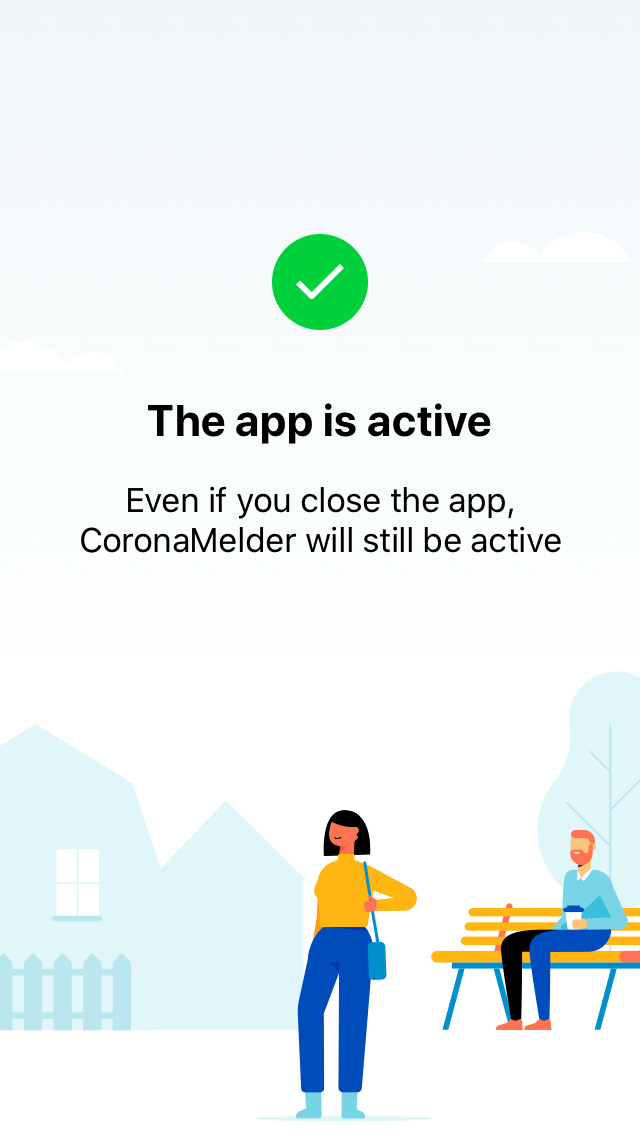 The app is active
Even if you close the app,
CoronaMelder will still be active